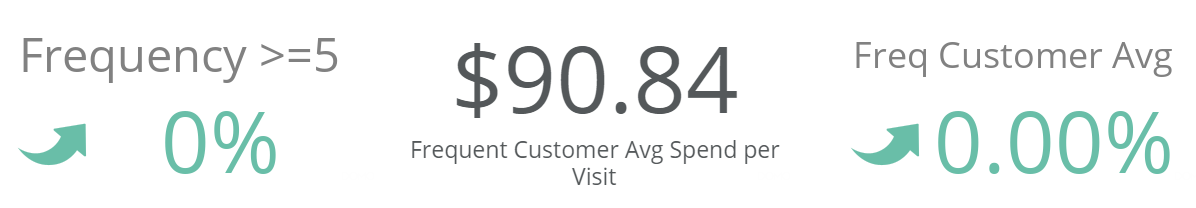 Frequency >=5
0%
$90.84
Frequent Customer Avg Spend per
Visit
Freq Customer Avg
0.00%